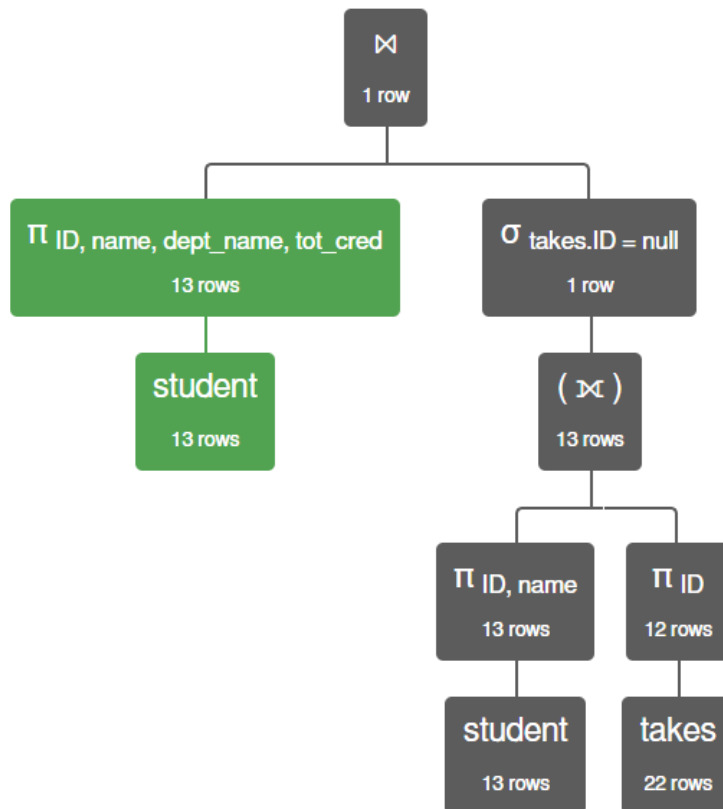 ⋈
1 row
π ID, name, dept_name, tot_cred
13 rows
σ takes.ID = null
1 row
student
13 rows
( ⟗ )
13 rows
π ID, name
13 rows
π ID
12 rows
student
13 rows
takes
22 rows